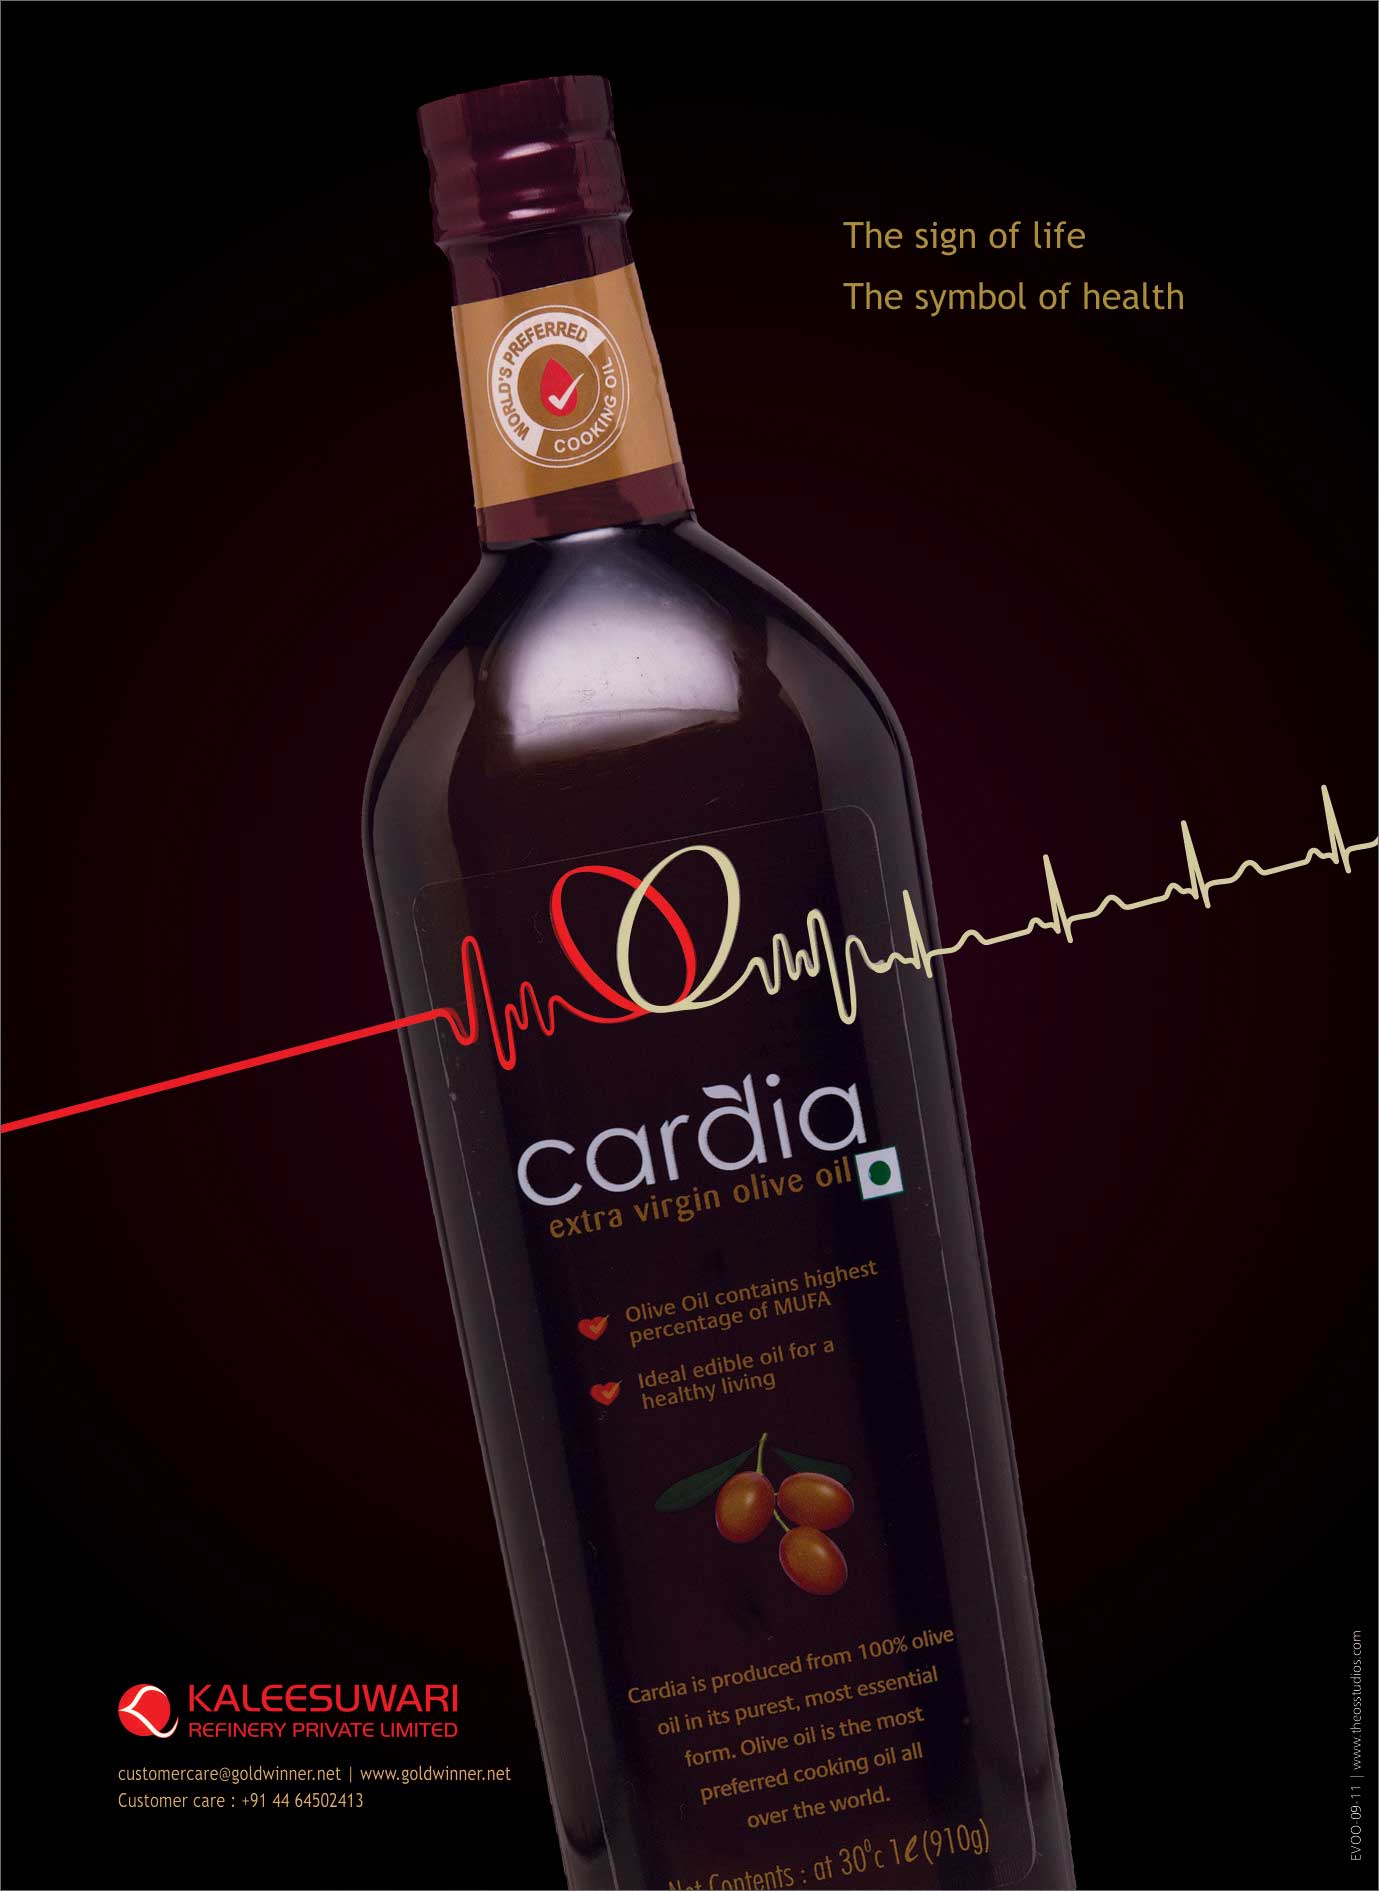 The sign of life
The symbol of health
WORLD'S PREFERRED
COOKING OIL
cardia
extra virgin olive oil
Olive Oil contains highest
percentage of MUFA
Ideal edible oil for a
healthy living
Cardia is produced from 100% olive
oil in its purest, most essential
form. Olive oil is the most
preferred cooking oil all
over the world.
Net Contents : at 30⁰c 1ℓ (910g)
KALEESUWARI
REFINERY PRIVATE LIMITED
customercare@goldwinner.net | www.goldwinner.net
Customer care : +91 44 64502413
EVOO-09-11 | www.theosstudios.com